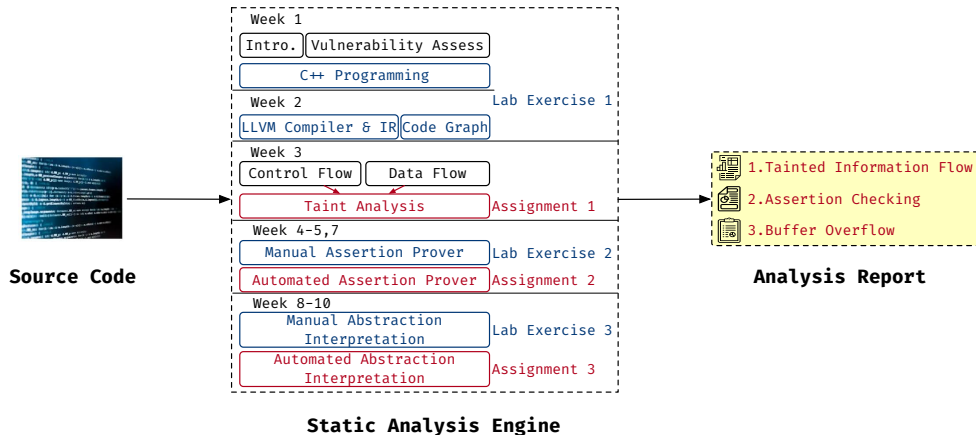 Week 1
Intro.
Vulnerability Assess
C++ Programming
Lab Exercise 1
Week 2
LLVM Compiler & IR
Code Graph
Week 3
Control Flow
Data Flow
Taint Analysis
Assignment 1
Week 4-5,7
Manual Assertion Prover
Lab Exercise 2
Automated Assertion Prover
Assignment 2
Week 8-10
Manual Abstraction
Interpretation
Lab Exercise 3
Automated Abstraction
Interpretation
Assignment 3
Source Code
Static Analysis Engine
1.Tainted Information Flow
2.Assertion Checking
3.Buffer Overflow
Analysis Report